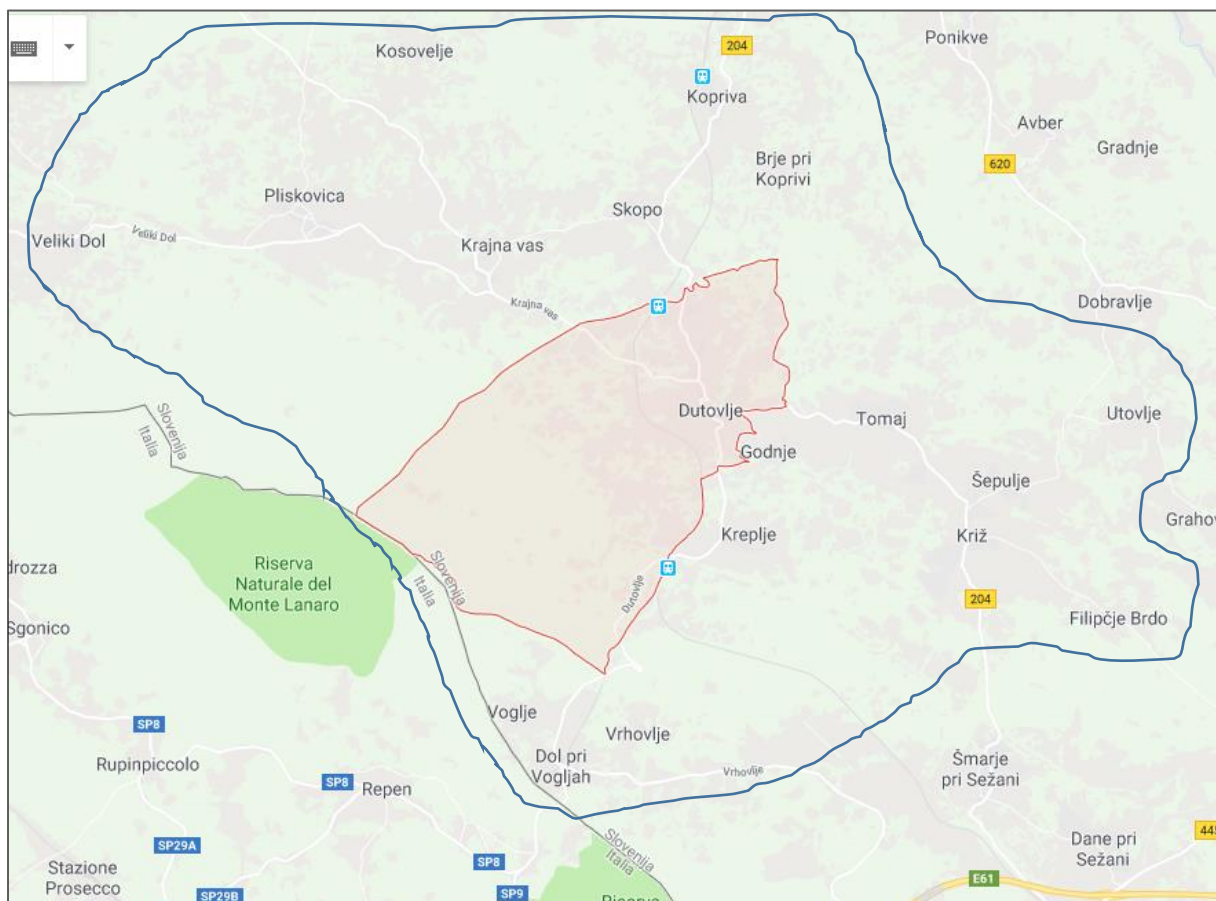 Kosovelje
204
Ponikve
Kopriva
Avber
Gradnje
620
Brje pri
Koprivi
Pliskovica
Skopo
Veliki Dol
Veliki Dol
Krajna vas
Krajna vas
Dobravlje
Dutovlje
Tomaj
Utovlje
Slovenija
Italia
Godnje
Šepulje
Križ
Kreplje
Riserva
Naturale del
Monte Lanaro
Slovenija
Italia
Dutovlje
drozza
204
Sgonico
Filipčje Brdo
SP8
Voglje
Vrhovlje
Dol pri
Vogljah
Vrhovlje
Šmarje
pri Sežani
Rupinpiccolo
SP8
Repen
SP29A
SP8
Slovenija
Italia
Dane pri
Sežani
445
Stazione
Prosecco
SP29B
SP9
E61